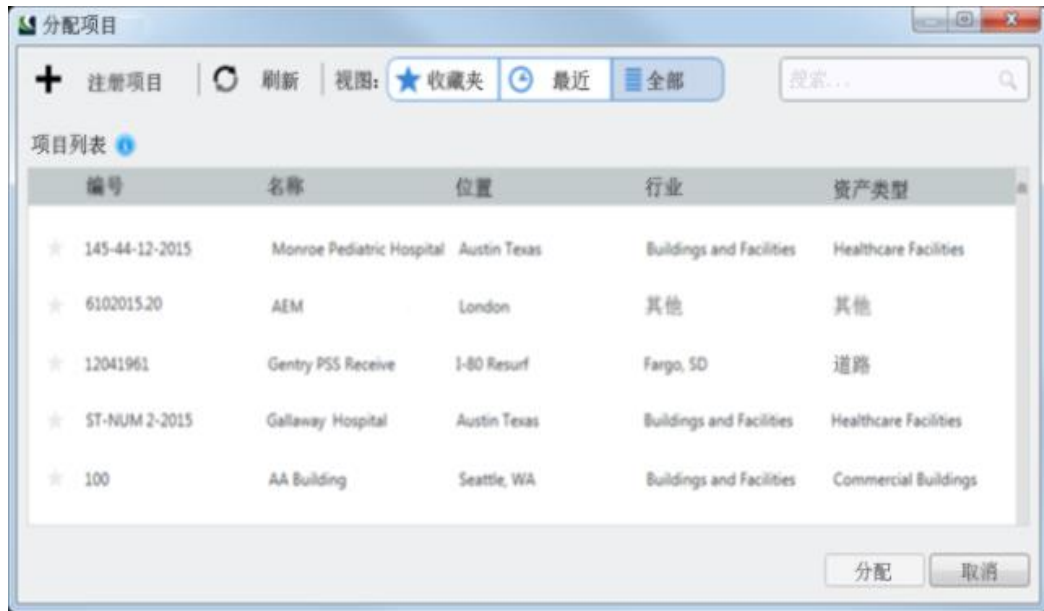 分配项目
注册项目 刷新 视图: 收藏夹 最近 全部 搜索...
项目列表
编号 名称 位置 行业 资产类型
145-44-12-2015 Monroe Pediatric Hospital Austin Texas Buildings and Facilities Healthcare Facilities
6102015.20 AEM London 其他 其他
12041961 Gentry PSS Receive I-80 Resurf Fargo, SD 道路
ST-NUM 2-2015 Gallaway Hospital Austin Texas Buildings and Facilities Healthcare Facilities
100 AA Building Seattle, WA Buildings and Facilities Commercial Buildings
分配 取消